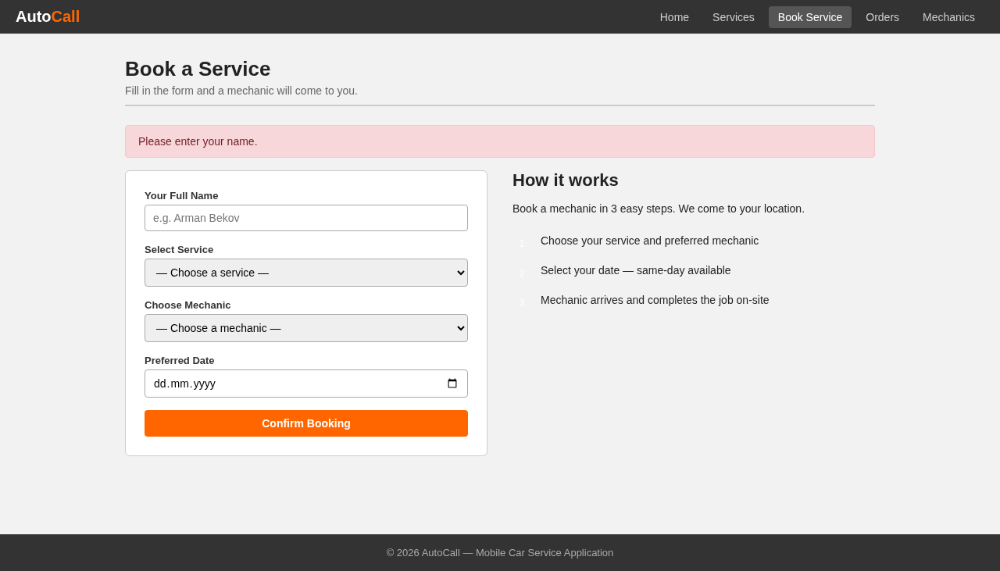 AutoCall
Home Services Book Service Orders Mechanics
Book a Service
Fill in the form and a mechanic will come to you.
Please enter your name.
Your Full Name
e.g. Arman Bekov
Select Service
— Choose a service —
Choose Mechanic
— Choose a mechanic —
Preferred Date
dd.mm.yyyy
Confirm Booking
How it works
Book a mechanic in 3 easy steps. We come to your location.
1 Choose your service and preferred mechanic
2 Select your date — same-day available
3 Mechanic arrives and completes the job on-site
© 2026 AutoCall — Mobile Car Service Application